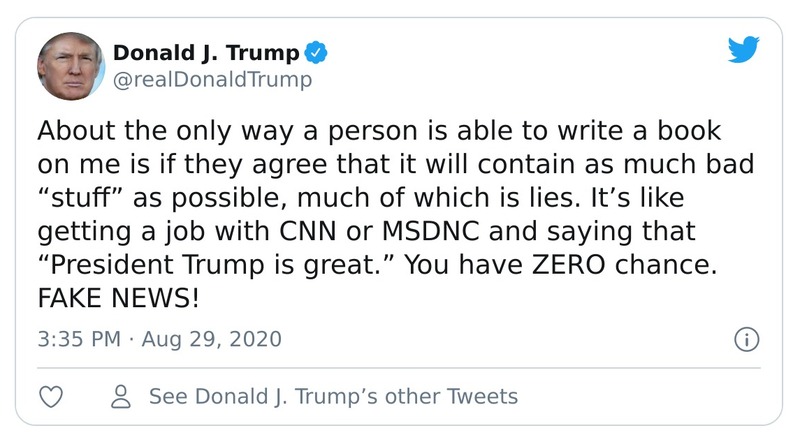 Donald J. Trump
@realDonaldTrump
About the only way a person is able to write a book
on me is if they agree that it will contain as much bad
“stuff” as possible, much of which is lies. It’s like
getting a job with CNN or MSDNC and saying that
“President Trump is great.” You have ZERO chance.
FAKE NEWS!
3:35 PM · Aug 29, 2020
See Donald J. Trump’s other Tweets